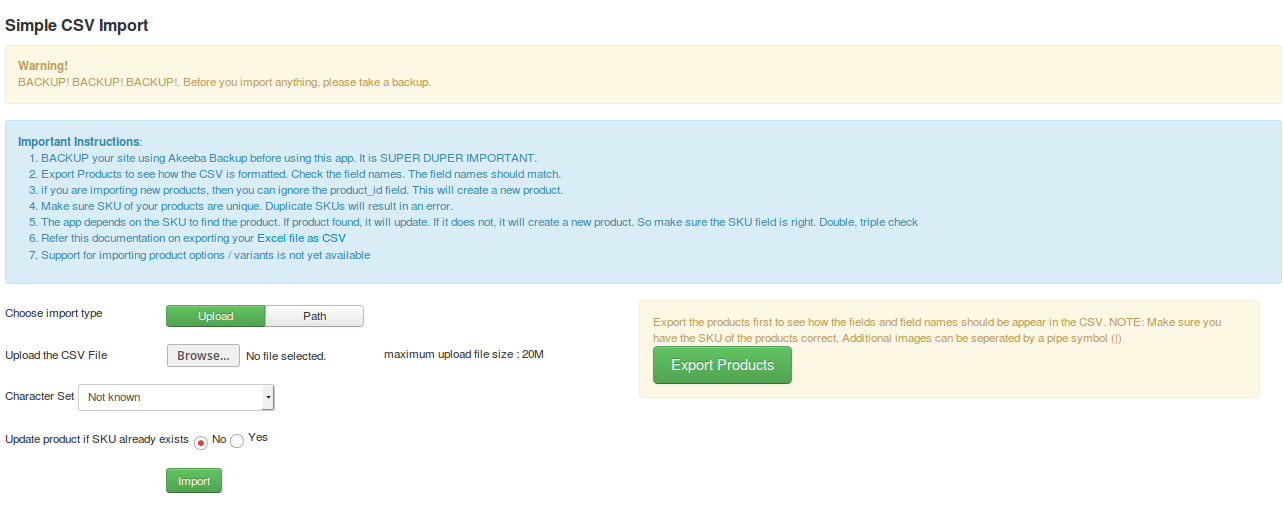 Simple CSV Import
Warning!
BACKUP! BACKUP! BACKUP!. Before you import anything, please take a backup.
Important Instructions:
1. BACKUP your site using Akeeba Backup before using this app. It is SUPER DUPER IMPORTANT.
2. Export Products to see how the CSV is formatted. Check the field names. The field names should match.
3. if you are importing new products, then you can ignore the product_id field. This will create a new product.
4. Make sure SKU of your products are unique. Duplicate SKUs will result in an error.
5. The app depends on the SKU to find the product. If product found, it will update. If it does not, it will create a new product. So make sure the SKU field is right. Double, triple check
6. Refer this documentation on exporting your Excel file as CSV
7. Support for importing product options / variants is not yet available
Choose import type Upload Path
Upload the CSV File Browse... No file selected. maximum upload file size : 20M
Character Set Not known
Update product if SKU already exists No Yes
Import
Export the products first to see how the fields and field names should be appear in the CSV. NOTE: Make sure you
have the SKU of the products correct. Additional images can be seperated by a pipe symbol (|)
Export Products